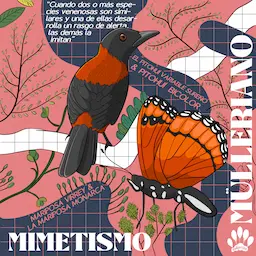 "Cuando dos o más espe-
cies venenosas son simi-
lares y una de ellas desar-
rolla un rasgo de alerta,
las demás la
imitan"
EL PITOHUI VARIABLE SUREÑO
& PITOHUI BICOLOR
MARIPOSA VIRREY &
LA MARIPOSA MONARCA
MIMETISMO
MÜLLERIANO